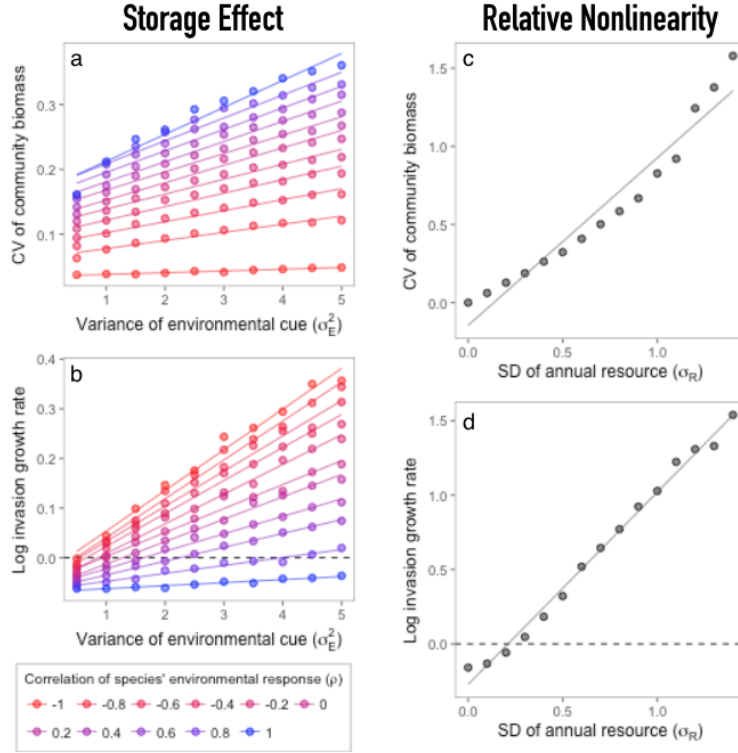 Storage Effect
Relative Nonlinearity
a
CV of community biomass
0.3
0.2
0.1
1 2 3 4 5
Variance of environmental cue (σ²E)
c
CV of community biomass
1.5
1.0
0.5
0.0
0.0 0.5 1.0
SD of annual resource (σR)
b
Log invasion growth rate
0.4
0.3
0.2
0.1
0.0
1 2 3 4 5
Variance of environmental cue (σ²E)
d
Log invasion growth rate
1.5
1.0
0.5
0.0
0.0 0.5 1.0
SD of annual resource (σR)
Correlation of species' environmental response (ρ)
-1 -0.8 -0.6 -0.4 -0.2 0
0.2 0.4 0.6 0.8 1